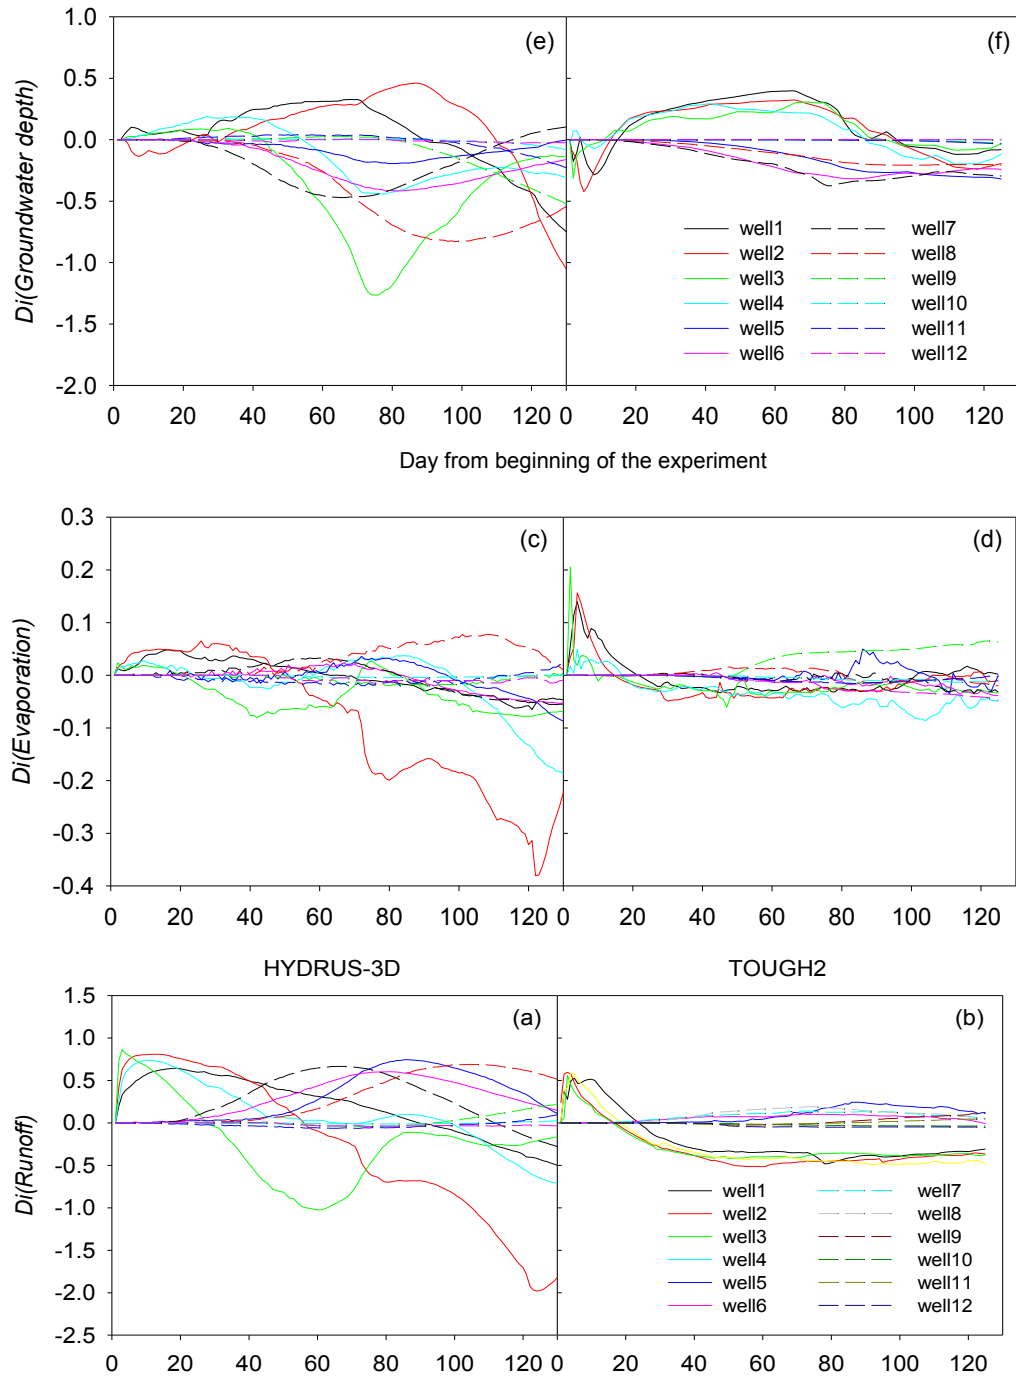 1.0
0.5
0.0
-0.5
-1.0
-1.5
-2.0
Di(Groundwater depth)
(e)
(f)
well1 well7
well2 well8
well3 well9
well4 well10
well5 well11
well6 well12
0 20 40 60 80 100 120 0 20 40 60 80 100 120
Day from beginning of the experiment
0.3
0.2
0.1
0.0
-0.1
-0.2
-0.3
-0.4
Di(Evaporation)
(c)
(d)
0 20 40 60 80 100 120 0 20 40 60 80 100 120
HYDRUS-3D TOUGH2
1.5
1.0
0.5
0.0
-0.5
-1.0
-1.5
-2.0
-2.5
Di(Runoff)
(a)
(b)
well1 well7
well2 well8
well3 well9
well4 well10
well5 well11
well6 well12
0 20 40 60 80 100 120 0 20 40 60 80 100 120